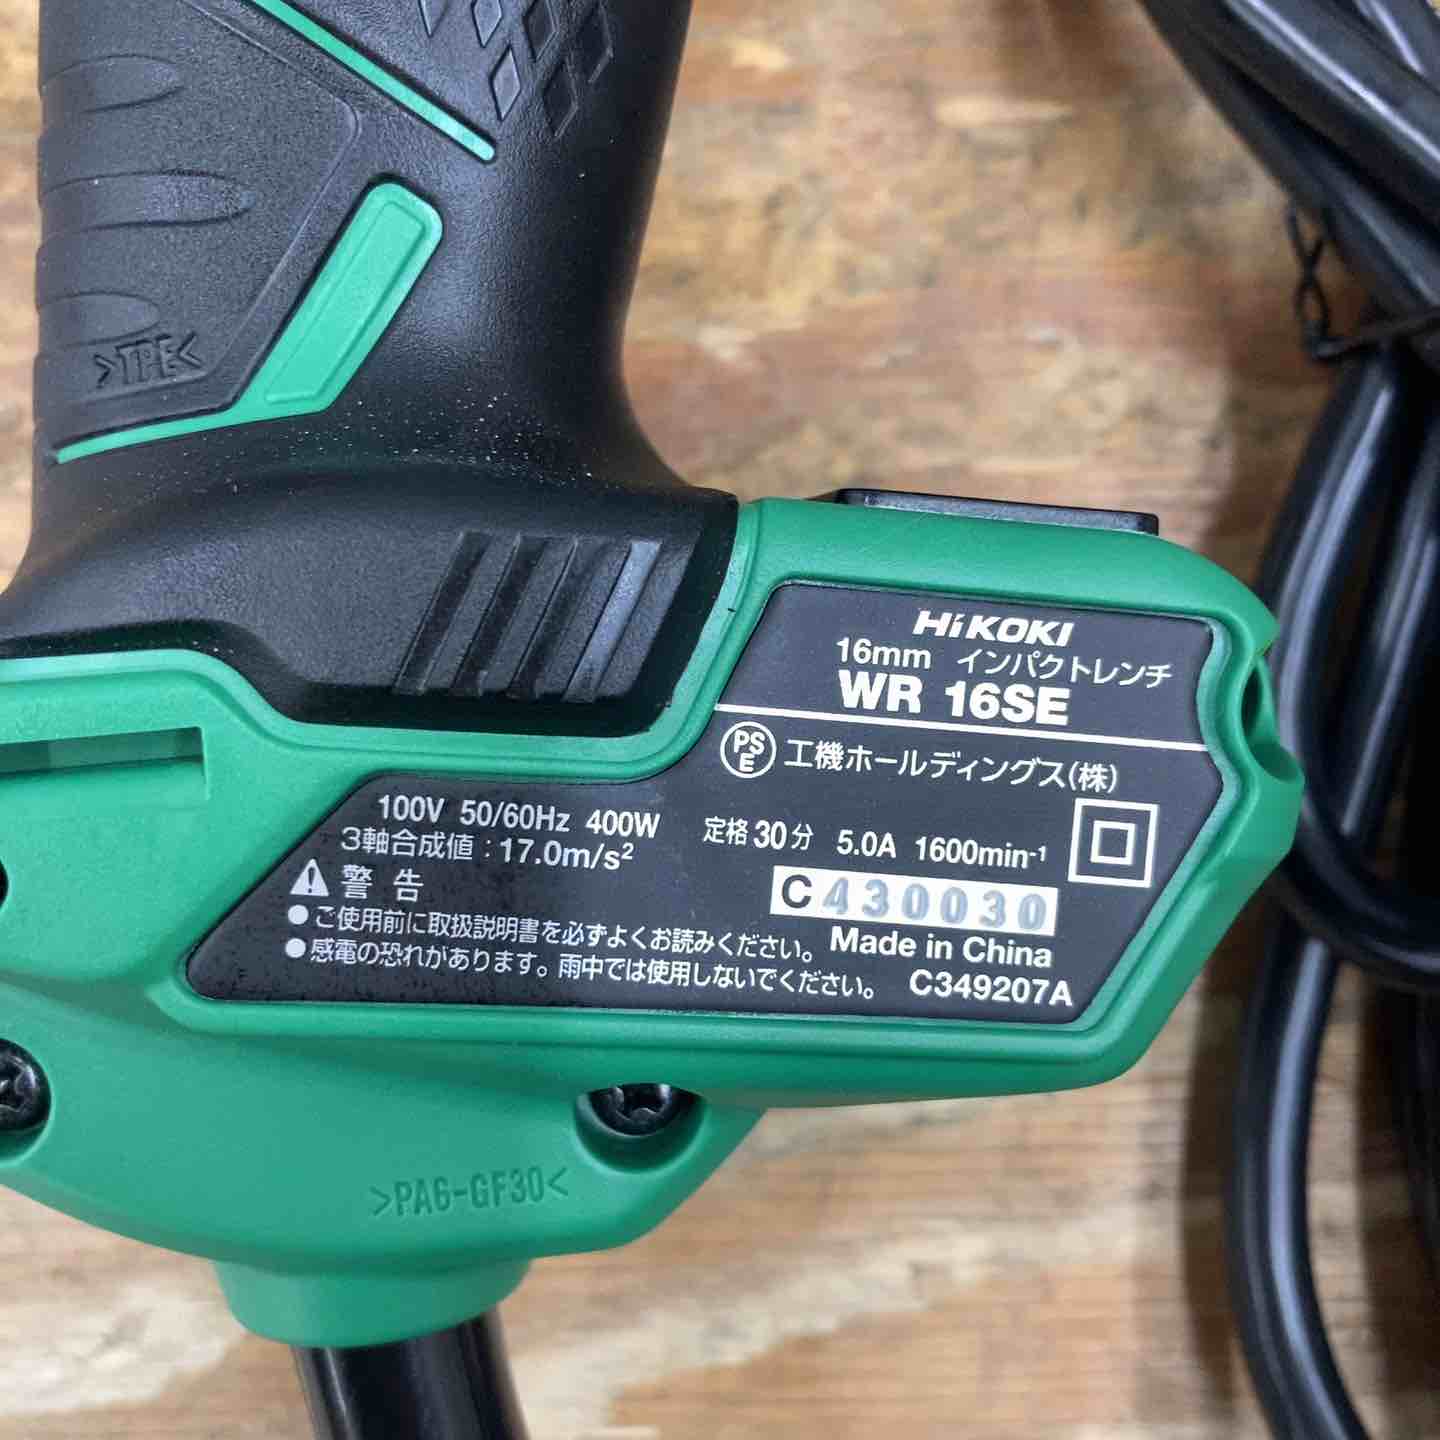 >TPE<
HiKOKI
16mm インパクトレンチ
WR 16SE
PSE 工機ホールディングス(株)
100V 50/60Hz 400W 定格30分 5.0A 1600min-¹
3軸合成値：17.0m/s²
C430030
警告
●ご使用前に取扱説明書を必ずよくお読みください。 Made in China
●感電の恐れがあります。雨中では使用しないでください。 C349207A
>PA6-GF30<